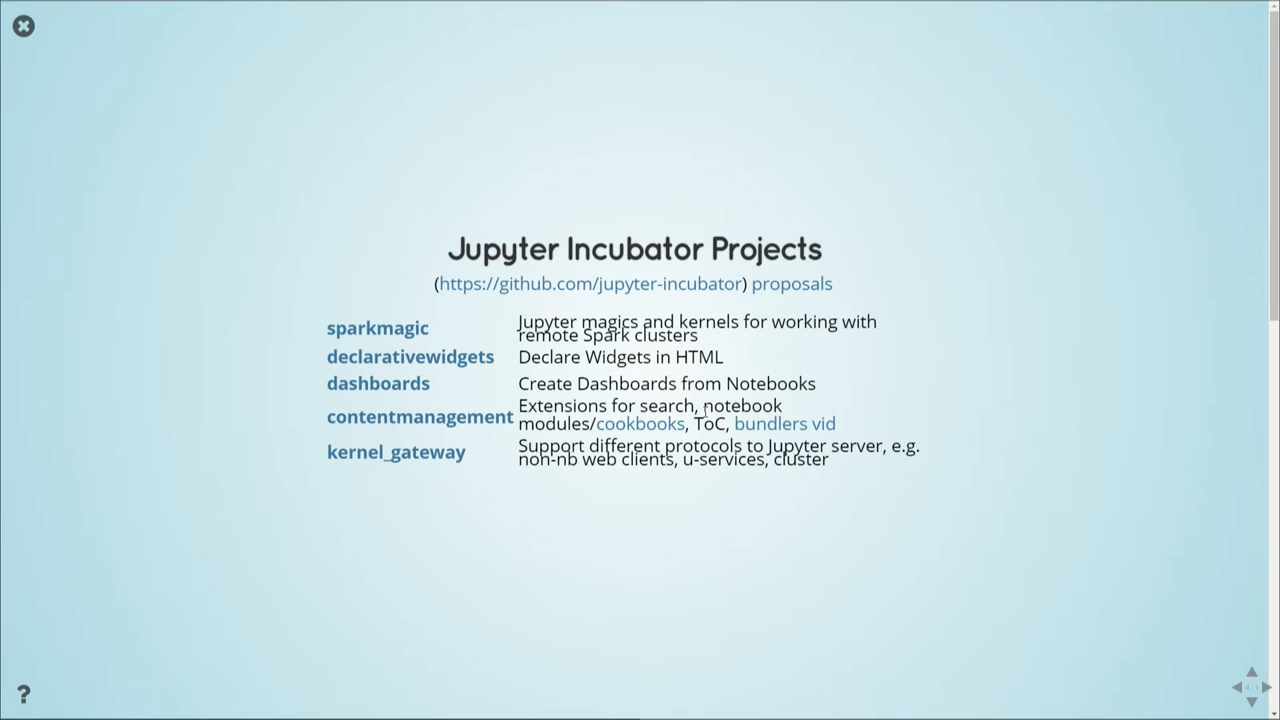 Jupyter Incubator Projects
(https://github.com/jupyter-incubator) proposals
sparkmagic
Jupyter magics and kernels for working with
remote Spark clusters
declarativewidgets
Declare Widgets in HTML
dashboards
Create Dashboards from Notebooks
contentmanagement
Extensions for search, notebook
modules/cookbooks, ToC, bundlers vid
kernel_gateway
Support different protocols to Jupyter server, e.g.
non-nb web clients, u-services, cluster
?